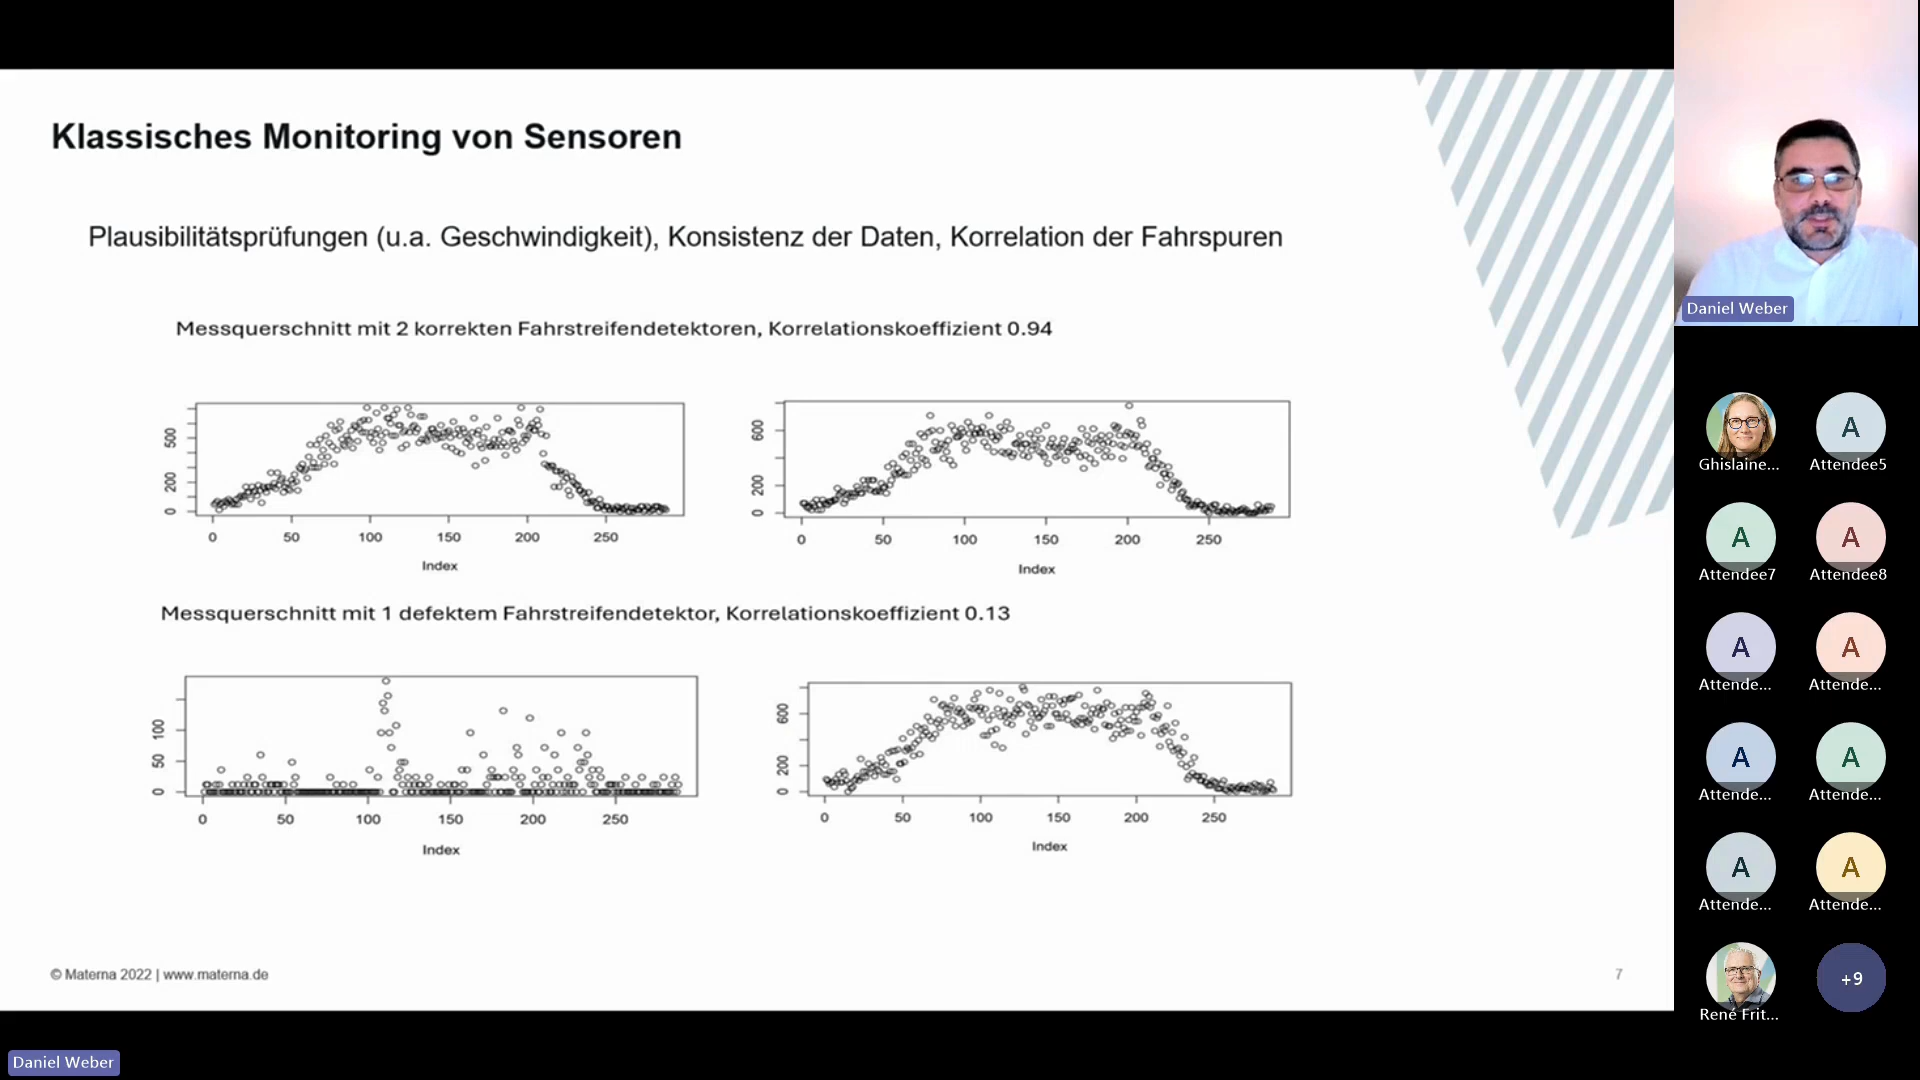 Klassisches Monitoring von Sensoren
Plausibilitätsprüfungen (u.a. Geschwindigkeit), Konsistenz der Daten, Korrelation der Fahrspuren
Messquerschnitt mit 2 korrekten Fahrstreifendetektoren, Korrelationskoeffizient 0.94
500
200
0
0 50 100 150 200 250
Index
600
200
0
0 50 100 150 200 250
Index
Messquerschnitt mit 1 defektem Fahrstreifendetektor, Korrelationskoeffizient 0.13
100
50
0
0 50 100 150 200 250
Index
600
200
0
0 50 100 150 200 250
Index
© Materna 2022 | www.materna.de
7
Daniel Weber
Daniel Weber
Ghislaine...
A
Attendee5
A
Attendee7
A
Attendee8
A
Attende...
A
Attende...
A
Attende...
A
Attende...
A
Attende...
A
Attende...
René Frit...
+9